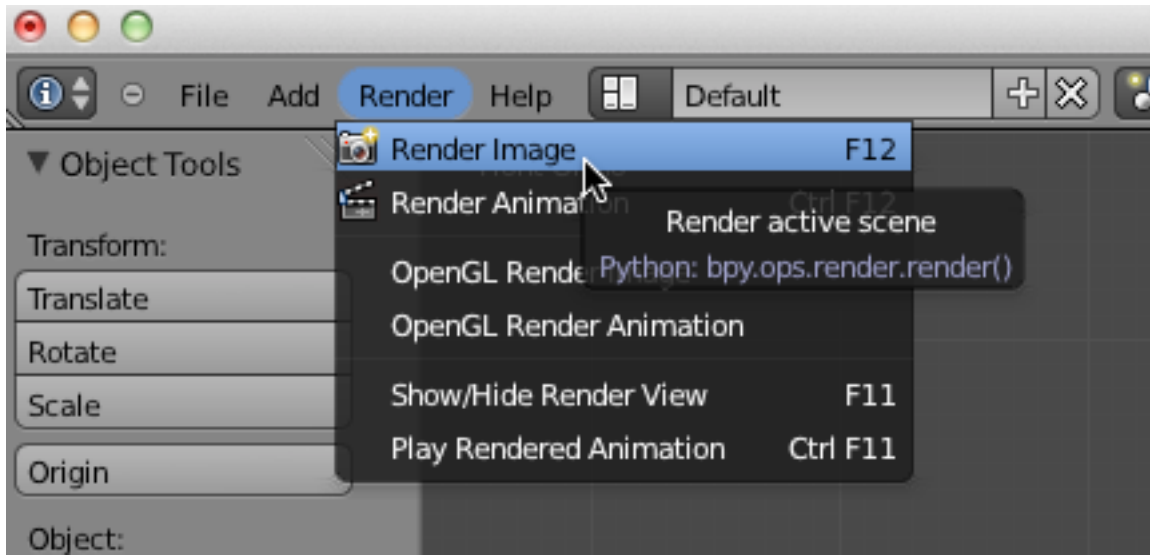 File Add Render Help Default
Object Tools
Render Image F12
Render Animation Ctrl F12
Render active scene
Python: bpy.ops.render.render()
Transform:
Translate
Rotate
Scale
Origin
Object:
OpenGL Render
OpenGL Render Animation
Show/Hide Render View F11
Play Rendered Animation Ctrl F11